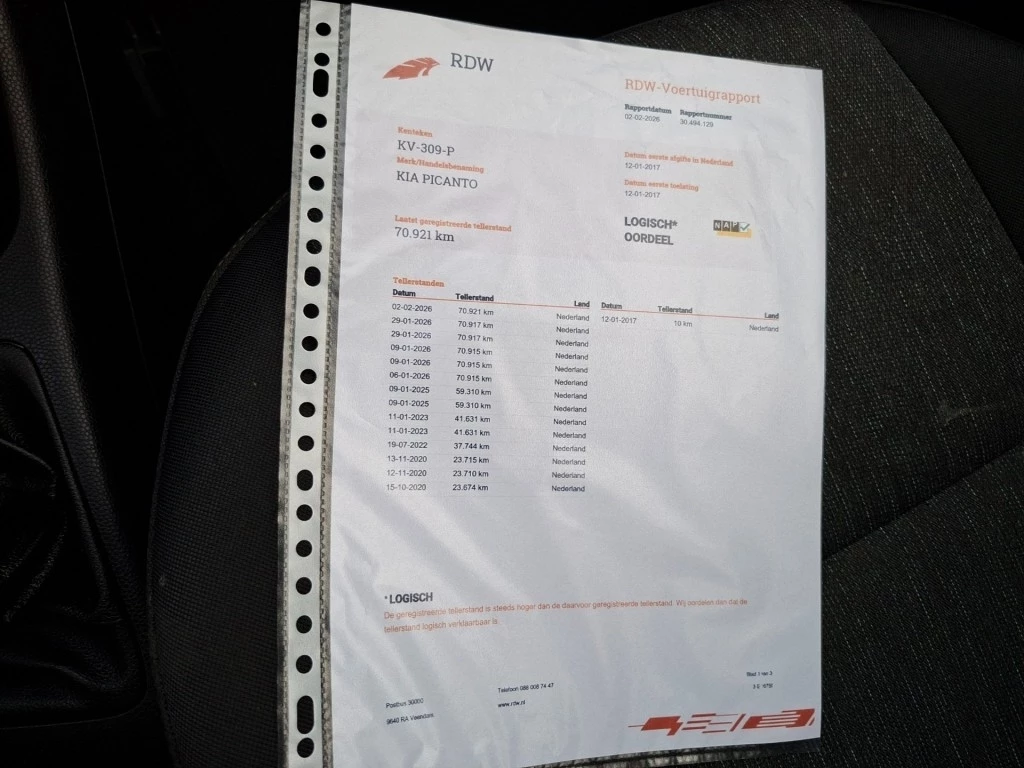 RDW
RDW-Voertuigrapport
Rapportdatum Rapportnummer
02-02-2026 30.494.129
Kenteken
KV-309-P
Merk/Handelsbenaming
KIA PICANTO
Datum eerste afgifte in Nederland
12-01-2017
Datum eerste toelating
12-01-2017
Laatst geregistreerde tellerstand
70.921 km
LOGISCH*
OORDEEL
NAP
Tellerstanden
Datum Tellerstand Land Datum Tellerstand Land
02-02-2026 70.921 km Nederland 12-01-2017 10 km Nederland
29-01-2026 70.917 km Nederland
29-01-2026 70.917 km Nederland
09-01-2026 70.915 km Nederland
09-01-2026 70.915 km Nederland
06-01-2026 70.915 km Nederland
09-01-2025 59.310 km Nederland
09-01-2025 59.310 km Nederland
11-01-2023 41.631 km Nederland
11-01-2023 41.631 km Nederland
19-07-2022 37.744 km Nederland
13-11-2020 23.715 km Nederland
12-11-2020 23.710 km Nederland
15-10-2020 23.674 km Nederland
* LOGISCH
De geregistreerde tellerstand is steeds hoger dan de daarvoor geregistreerde tellerstand. Wij oordelen dan dat de
tellerstand logisch verklaarbaar is.
Postbus 30000
9640 RA Veendam
Telefoon 088 008 74 47
www.rdw.nl
Blad 1 van 3